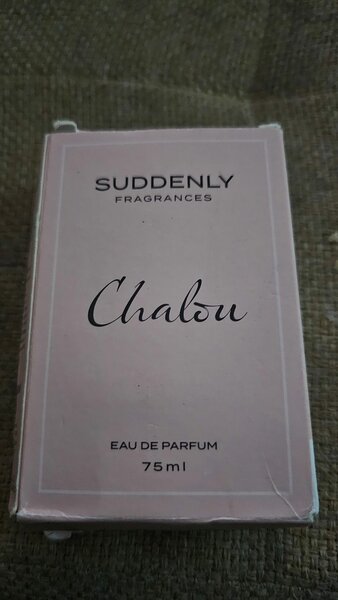 SUDDENLY
FRAGRANCES
Chalou
EAU DE PARFUM
75ml